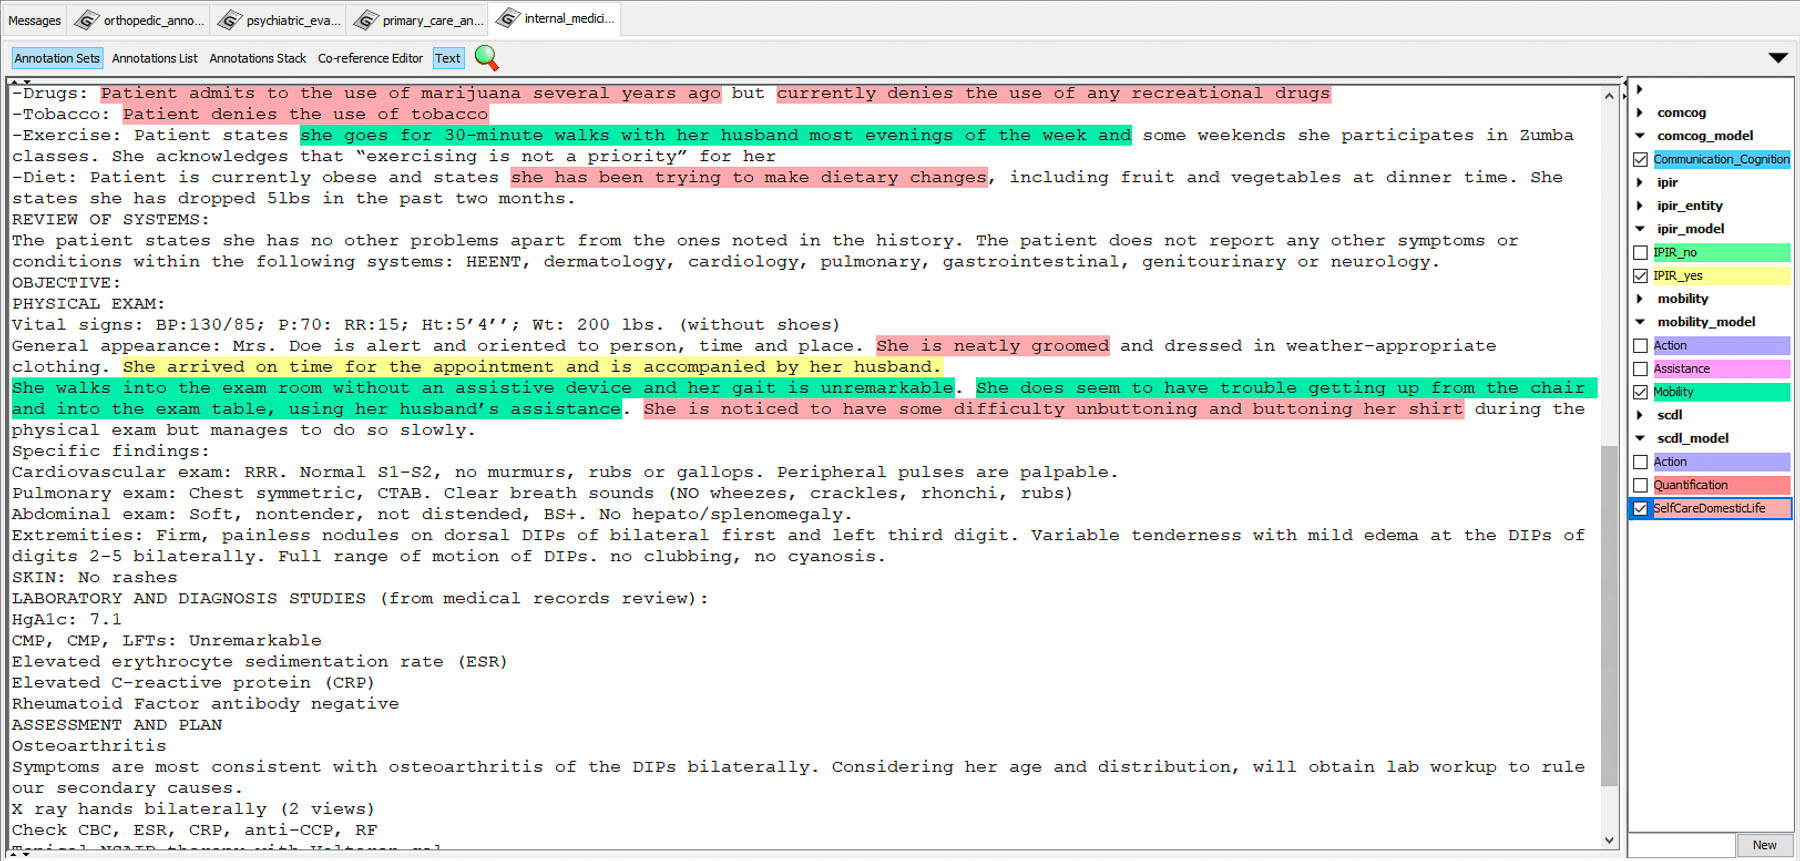 Messages orthopedic_anno... psychiatric_eva... primary_care_an... internal_medici...
Annotation Sets Annotations List Annotations Stack Co-reference Editor Text
-Drugs: Patient admits to the use of marijuana several years ago but currently denies the use of any recreational drugs
-Tobacco: Patient denies the use of tobacco
-Exercise: Patient states she goes for 30-minute walks with her husband most evenings of the week and some weekends she participates in Zumba
classes. She acknowledges that “exercising is not a priority” for her
-Diet: Patient is currently obese and states she has been trying to make dietary changes, including fruit and vegetables at dinner time. She
states she has dropped 5lbs in the past two months.
REVIEW OF SYSTEMS:
The patient states she has no other problems apart from the ones noted in the history. The patient does not report any other symptoms or
conditions within the following systems: HEENT, dermatology, cardiology, pulmonary, gastrointestinal, genitourinary or neurology.
OBJECTIVE:
PHYSICAL EXAM:
Vital signs: BP:130/85; P:70: RR:15; Ht:5’4’’; Wt: 200 lbs. (without shoes)
General appearance: Mrs. Doe is alert and oriented to person, time and place. She is neatly groomed and dressed in weather-appropriate
clothing. She arrived on time for the appointment and is accompanied by her husband.
She walks into the exam room without an assistive device and her gait is unremarkable. She does seem to have trouble getting up from the chair
and into the exam table, using her husband’s assistance. She is noticed to have some difficulty unbuttoning and buttoning her shirt during the
physical exam but manages to do so slowly.
Specific findings:
Cardiovascular exam: RRR. Normal S1-S2, no murmurs, rubs or gallops. Peripheral pulses are palpable.
Pulmonary exam: Chest symmetric, CTAB. Clear breath sounds (NO wheezes, crackles, rhonchi, rubs)
Abdominal exam: Soft, nontender, not distended, BS+. No hepato/splenomegaly.
Extremities: Firm, painless nodules on dorsal DIPs of bilateral first and left third digit. Variable tenderness with mild edema at the DIPs of
digits 2-5 bilaterally. Full range of motion of DIPs. no clubbing, no cyanosis.
SKIN: No rashes
LABORATORY AND DIAGNOSIS STUDIES (from medical records review):
HgA1c: 7.1
CMP, CMP, LFTs: Unremarkable
Elevated erythrocyte sedimentation rate (ESR)
Elevated C-reactive protein (CRP)
Rheumatoid Factor antibody negative
ASSESSMENT AND PLAN
Osteoarthritis
Symptoms are most consistent with osteoarthritis of the DIPs bilaterally. Considering her age and distribution, will obtain lab workup to rule
our secondary causes.
X ray hands bilaterally (2 views)
Check CBC, ESR, CRP, anti-CCP, RF
Topical NSAID therapy with Voltaren gel
comcog
comcog_model
Communication_Cognition
ipir
ipir_entity
ipir_model
IPIR_no
IPIR_yes
mobility
mobility_model
Action
Assistance
Mobility
scdl
scdl_model
Action
Quantification
SelfCareDomesticLife
New